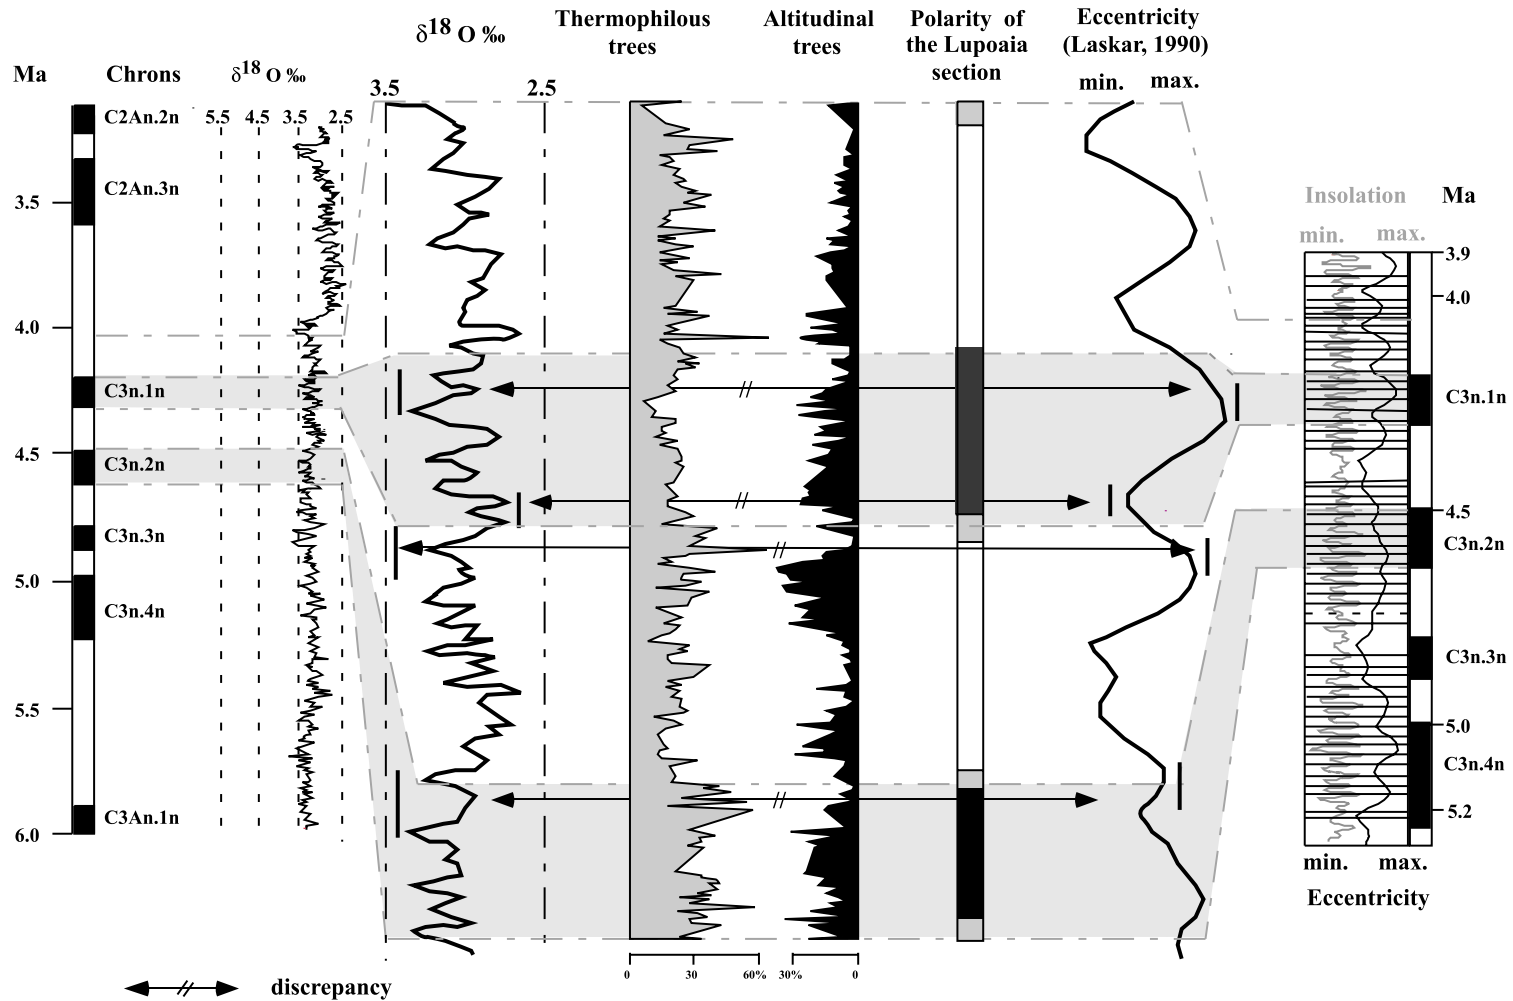 δ18 O ‰
Thermophilous
trees
Altitudinal
trees
Polarity of
the Lupoaia
section
Eccentricity
(Laskar, 1990)
min. max.
Ma
Chrons
δ18 O ‰
3.5
2.5
5.5 4.5 3.5 2.5
C2An.2n
C2An.3n
3.5
4.0
C3n.1n
4.5
C3n.2n
C3n.3n
5.0
C3n.4n
5.5
C3An.1n
6.0
Insolation
min. max.
Ma
3.9
4.0
C3n.1n
4.5
C3n.2n
C3n.3n
5.0
C3n.4n
5.2
min. max.
Eccentricity
0 30 60%
30% 0
discrepancy